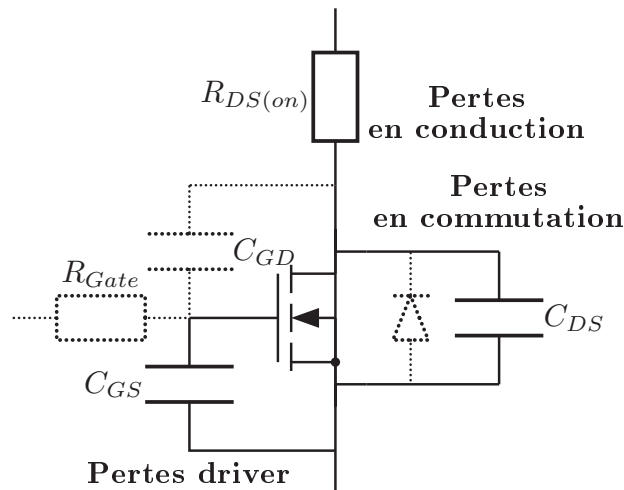 R_{DS(on)}
Pertes
en conduction
Pertes
en commutation
C_{GD}
R_{Gate}
C_{DS}
C_{GS}
Pertes driver